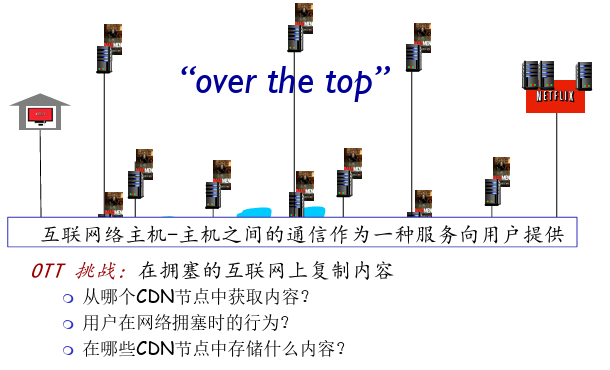 “over the top”
NETFLIX
互联网络主机-主机之间的通信作为一种服务向用户提供
OTT 挑战：在拥塞的互联网上复制内容
从哪个CDN节点中获取内容？
用户在网络拥塞时的行为？
在哪些CDN节点中存储什么内容？